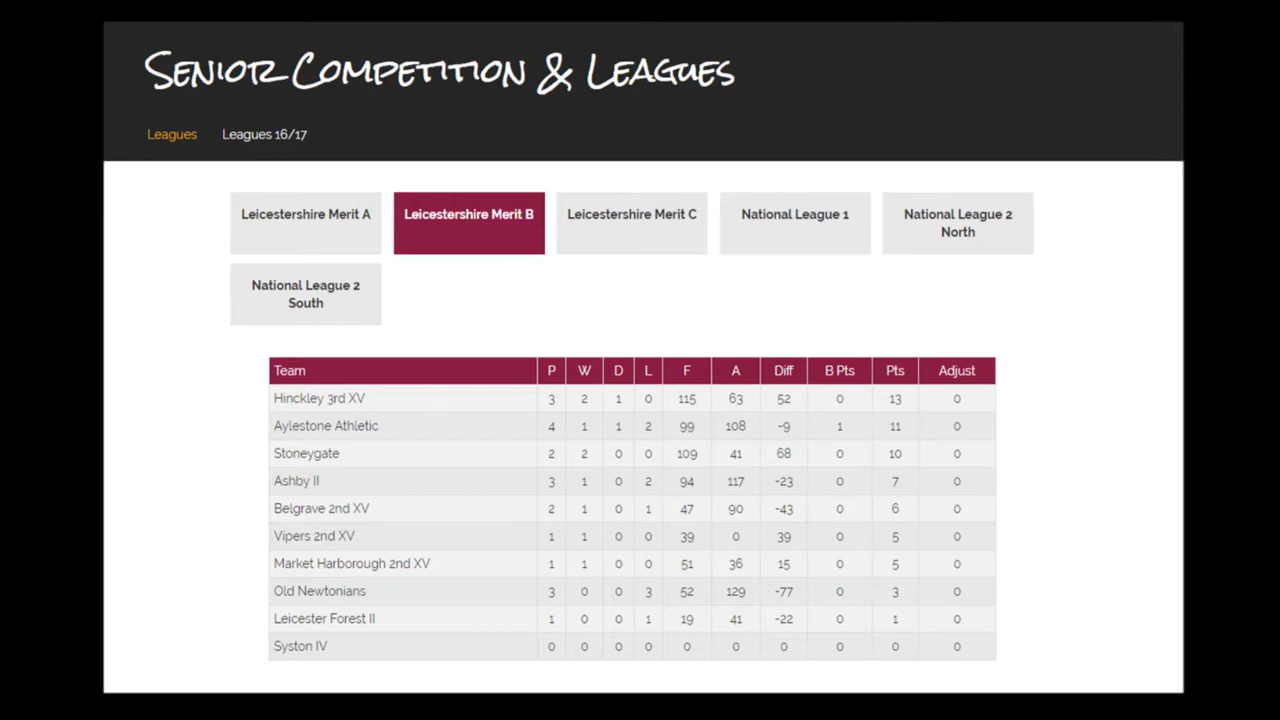 Senior Competition & Leagues
Leagues Leagues 16/17
Leicestershire Merit A Leicestershire Merit B Leicestershire Merit C National League 1 National League 2 North
National League 2 South
Team P W D L F A Diff B Pts Pts Adjust
Hinckley 3rd XV 3 2 1 0 115 63 52 0 13 0
Aylestone Athletic 4 1 1 2 99 108 -9 1 11 0
Stoneygate 2 2 0 0 109 41 68 0 10 0
Ashby II 3 1 0 2 94 117 -23 0 7 0
Belgrave 2nd XV 2 1 0 1 47 90 -43 0 6 0
Vipers 2nd XV 1 1 0 0 39 0 39 0 5 0
Market Harborough 2nd XV 1 1 0 0 51 36 15 0 5 0
Old Newtonians 3 0 0 3 52 129 -77 0 3 0
Leicester Forest II 1 0 0 1 19 41 -22 0 1 0
Syston IV 0 0 0 0 0 0 0 0 0 0